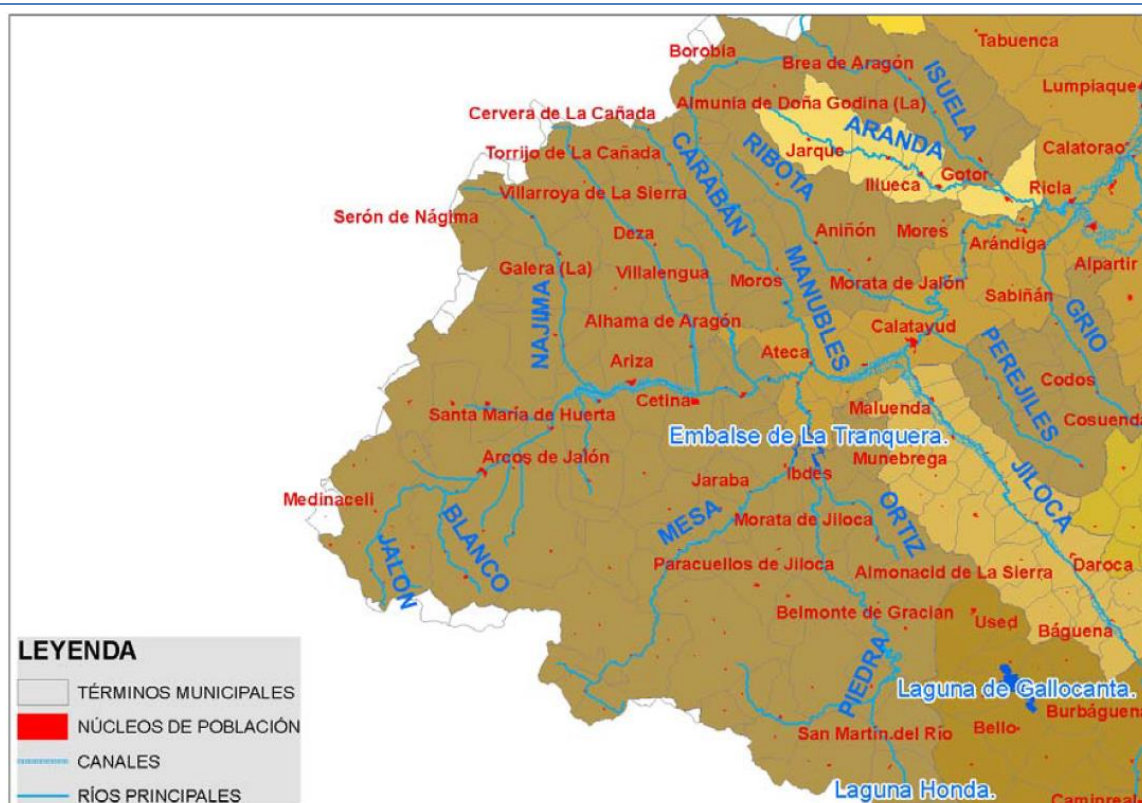 Tabuenca
Borobia
Brea de Aragón
ISUELA
Lumpiaque
Almunia de Doña Godina (La)
Cervera de La Cañada
ARANDA
Calatorao
RIBOTA
Jarque
Torrijo de La Cañada
CARABÁN
Illueca
Gotor
Ricla
Villarroya de La Sierra
Serón de Nágima
Deza
Aniñón
Mores
Arándiga
Alpartir
Galera (La)
Villalengua
Moros
MANUBLES
Morata de Jalón
Sabiñán
GRIO
NAJIMA
Alhama de Aragón
Calatayud
PEREJILES
Ariza
Ateca
Codos
Cetina
Maluenda
Cosuenda
Santa María de Huerta
Embalse de La Tranquera.
Arcos de Jalón
Munebrega
Jaraba
Ibdes
JILOCA
Medinaceli
MESA
Morata de Jiloca
ORTIZ
BLANCO
JALON
Paracuellos de Jiloca
Almonacid de La Sierra
Daroca
Belmonte de Gracian
Used
Báguena
PIEDRA
Laguna de Gallocanta.
Burbáguena
San Martin.del Río
Bello
Laguna Honda.
Caminreal
LEYENDA
TÉRMINOS MUNICIPALES
NÚCLEOS DE POBLACIÓN
CANALES
RÍOS PRINCIPALES